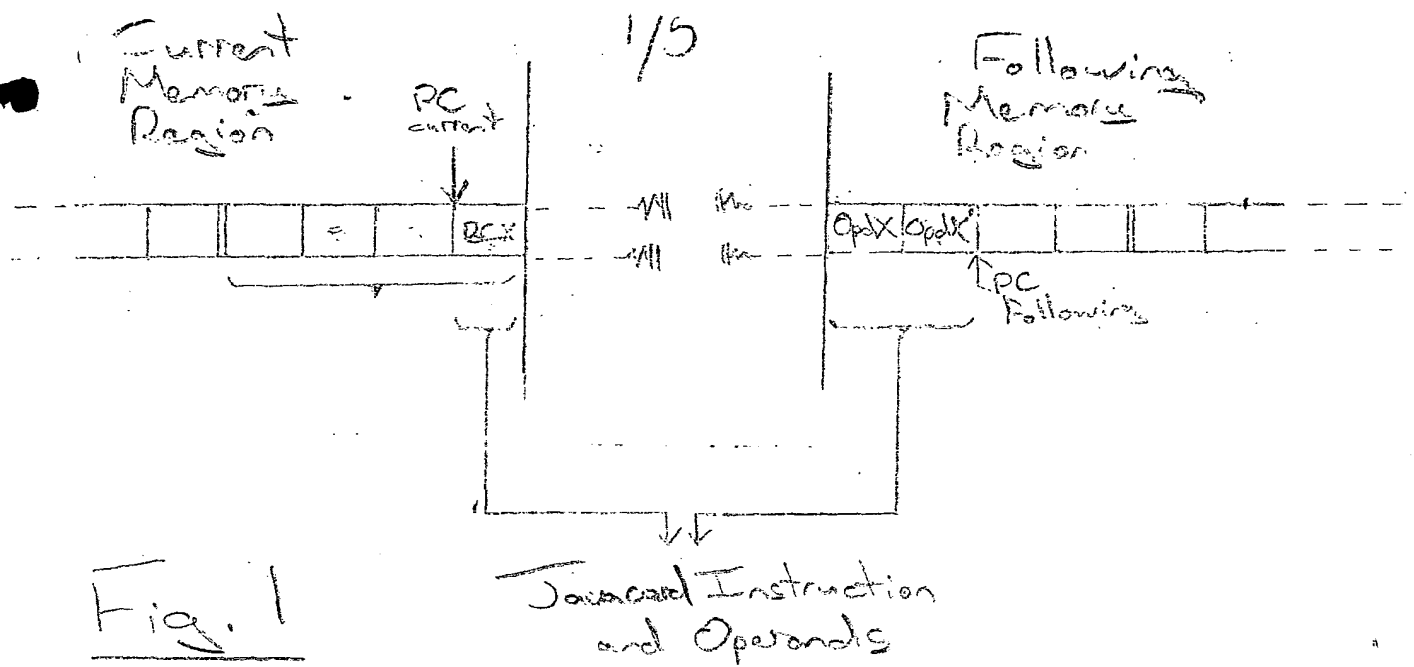 1/5
Current
Memory
Region
PC
current
Following
Memory
Region
BCX
OpdX OpdX
PC
Following
Fig. 1
Javacard Instruction
and Operands